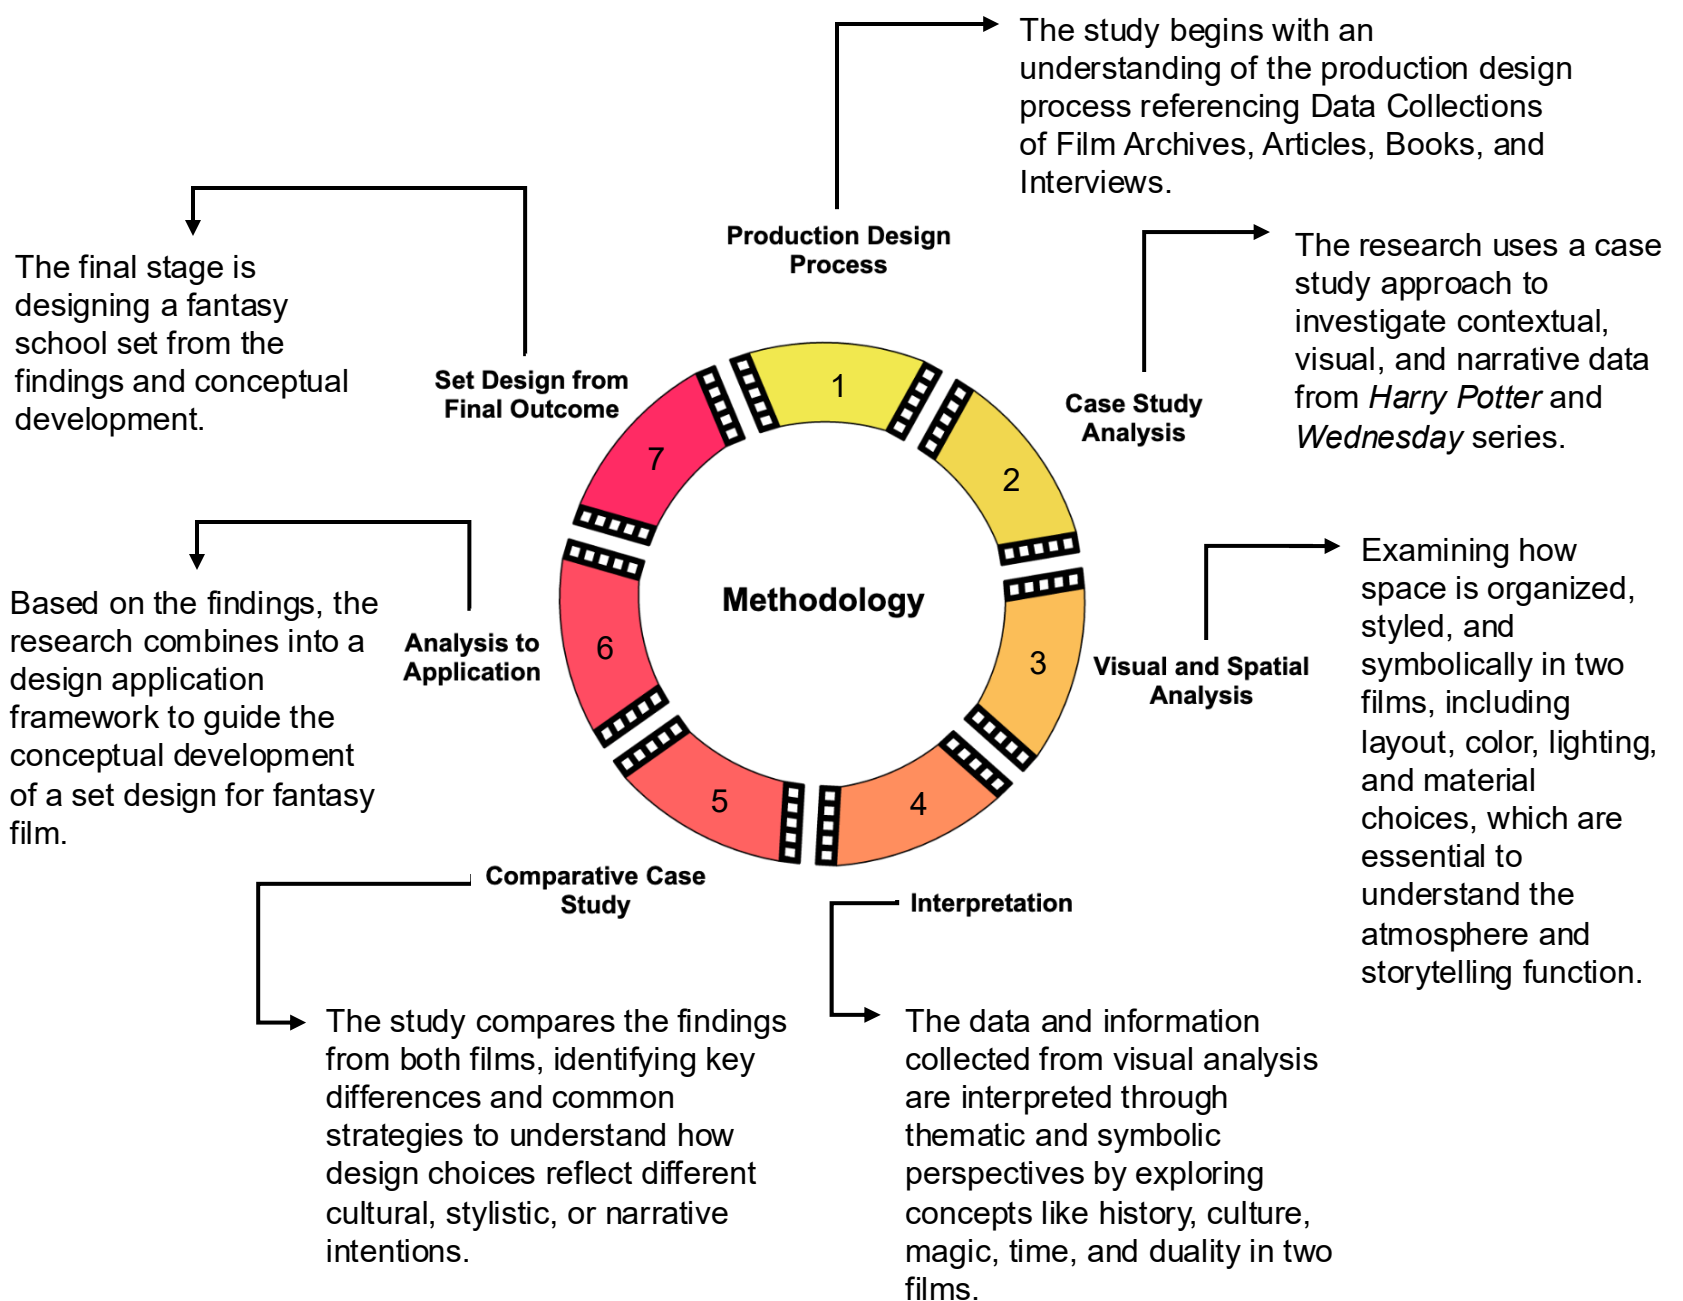 The study begins with an
understanding of the production design
process referencing Data Collections
of Film Archives, Articles, Books, and
Interviews.
Production Design
Process
The research uses a case
study approach to
investigate contextual,
visual, and narrative data
from Harry Potter and
Wednesday series.
Case Study
Analysis
Examining how
space is organized,
styled, and
symbolically in two
films, including
layout, color, lighting,
and material
choices, which are
essential to
understand the
atmosphere and
storytelling function.
Visual and Spatial
Analysis
Interpretation
The data and information
collected from visual analysis
are interpreted through
thematic and symbolic
perspectives by exploring
concepts like history, culture,
magic, time, and duality in two
films.
Comparative Case
Study
The study compares the findings
from both films, identifying key
differences and common
strategies to understand how
design choices reflect different
cultural, stylistic, or narrative
intentions.
Analysis to
Application
Based on the findings, the
research combines into a
design application
framework to guide the
conceptual development
of a set design for fantasy
film.
Set Design from
Final Outcome
The final stage is
designing a fantasy
school set from the
findings and conceptual
development.
Methodology
1
2
3
4
5
6
7